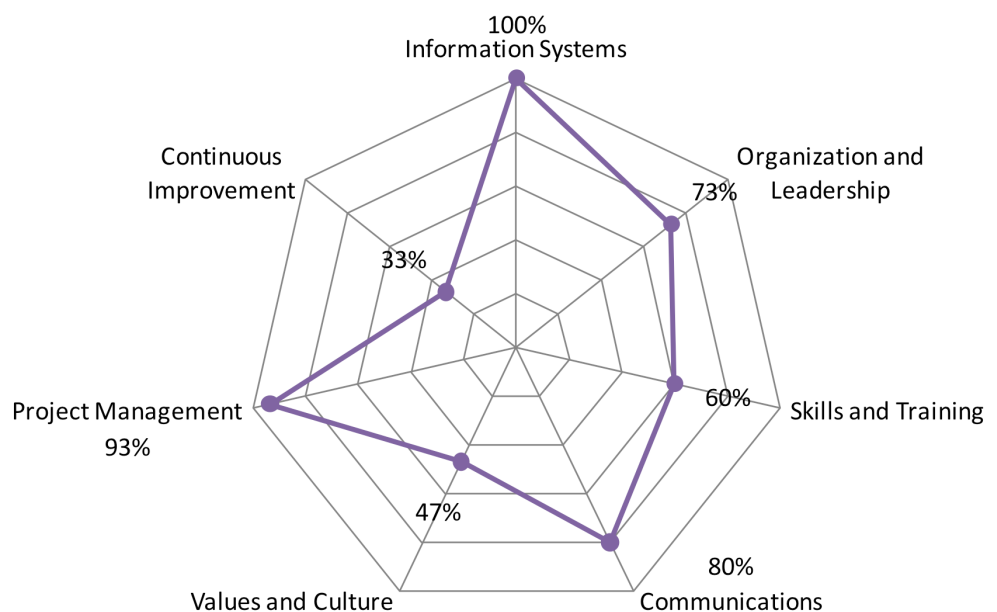 100%
Information Systems
Continuous
Improvement
Organization and
Leadership
73%
33%
60%
Project Management
93%
Skills and Training
47%
80%
Values and Culture
Communications